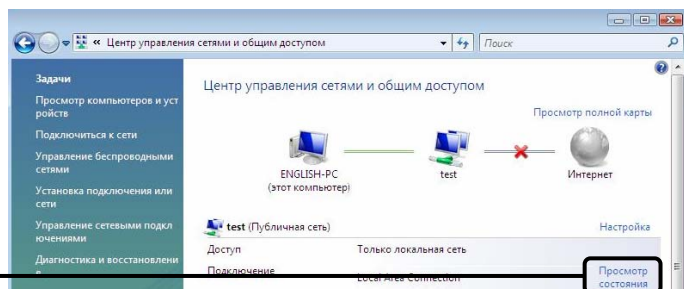 « Центр управления сетями и общим доступом
Поиск
Задачи
Просмотр компьютеров и уст
ройств
Подключиться к сети
Управление беспроводными
сетями
Установка подключения или
сети
Управление сетевыми подкл
ючениями
Диагностика и восстановлени
е
Центр управления сетями и общим доступом
Просмотр полной карты
ENGLISH-PC
(этот компьютер)
test
Интернет
test (Публичная сеть)
Настройка
Доступ
Только локальная сеть
Подключение
Local Area Connection
Просмотр
состояния